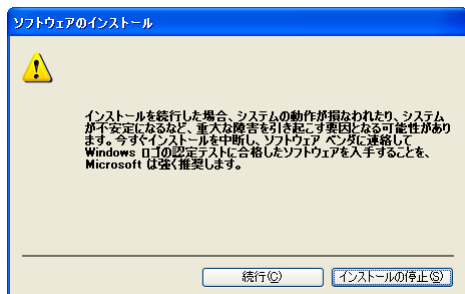 ソフトウェアのインストール
インストールを続行した場合、システムの動作が損なわれたり、システム
が不安定になるなど、重大な障害を引き起こす要因となる可能性があり
ます。今すぐインストールを中断し、ソフトウェア ベンダに連絡して
Windows ロゴの認定テストに合格したソフトウェアを入手することを、
Microsoft は強く推奨します。
続行(C)
インストールの停止(S)